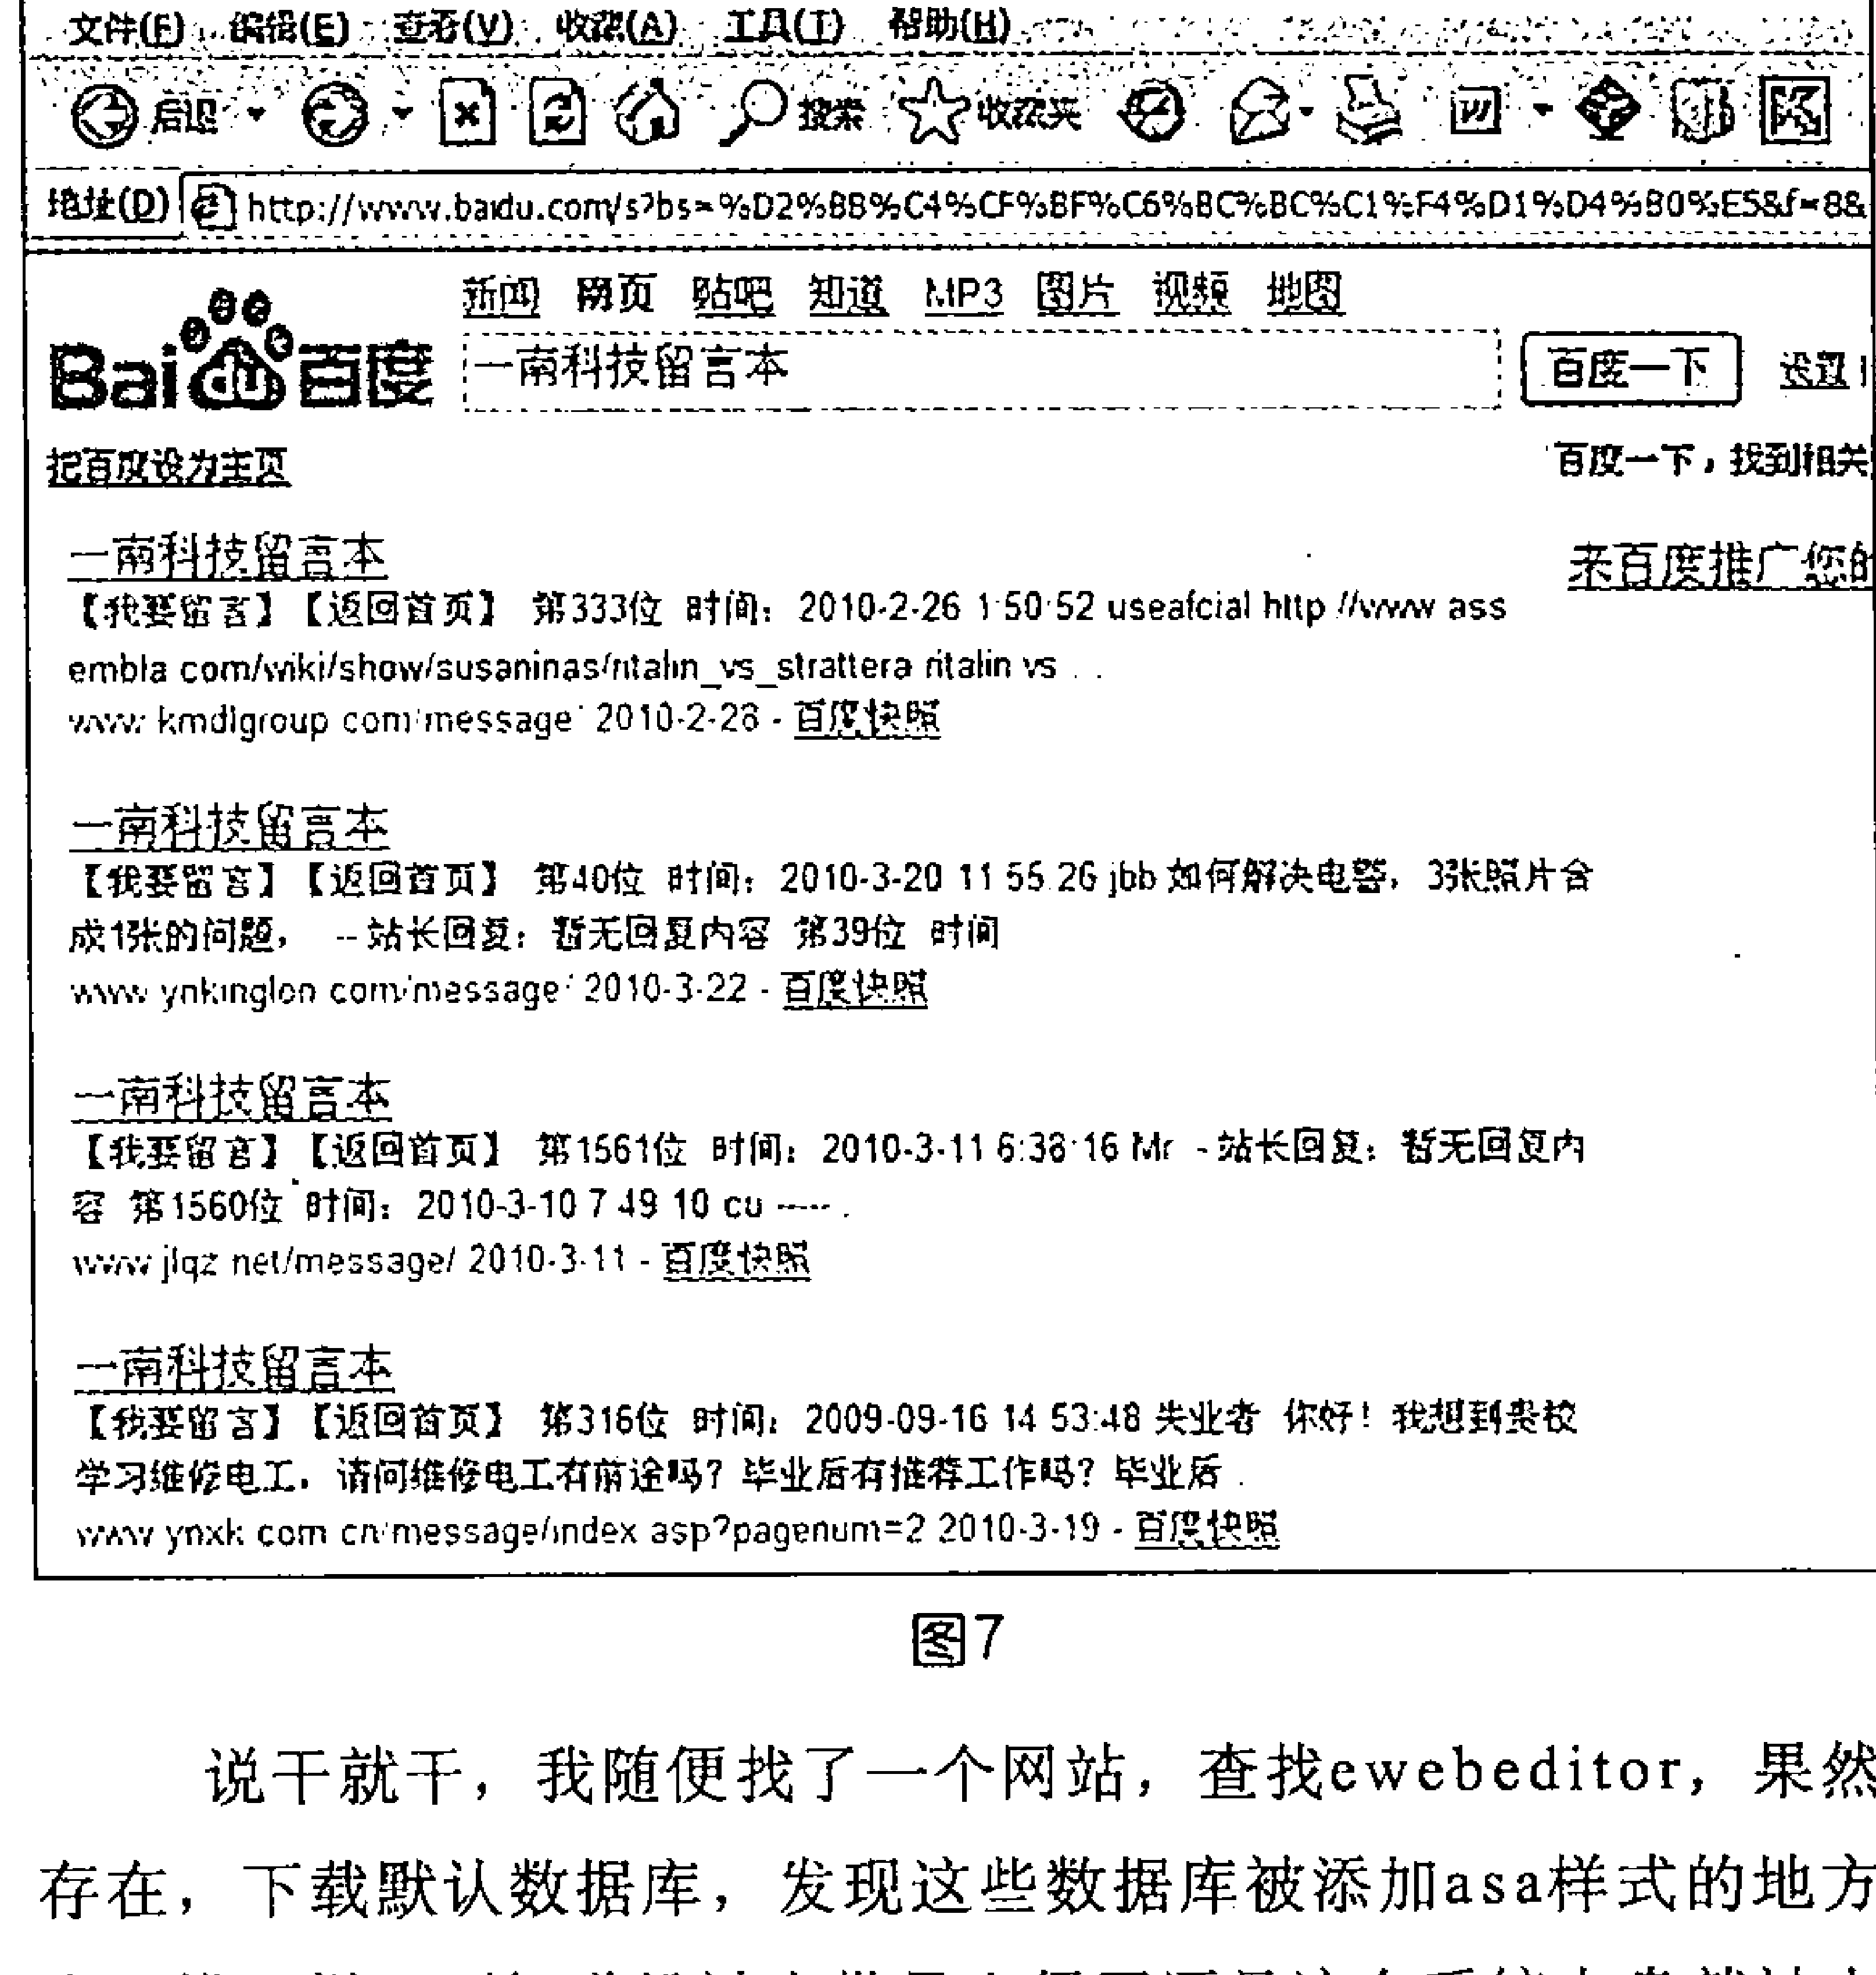 文件(F) 编辑(E) 查看(V) 收藏(A) 工具(T) 帮助(H)
后退 搜索 收藏夹
地址(D) http://www.baidu.com/s?bs=%D2%BB%C4%CF%BF%C6%BC%BC%C1%F4%D1%D4%B0%E5&f=8&
新闻 网页 贴吧 知道 MP3 图片 视频 地图
Bai du 百度 一南科技留言本 百度一下 设置
把百度设为主页 百度一下，找到相关
一南科技留言本 来百度推广您的
【我要留言】【返回首页】 第333位 时间：2010-2-26 1:50:52 useafcial http //www ass
embla com/wiki/show/susaninas/ritalin_vs_strattera ritalin vs . .
www kmdlgroup com/message/ 2010-2-28 - 百度快照
一南科技留言本
【我要留言】【返回首页】 第40位 时间：2010-3-20 11 55 26 jbb 如何解决电警，3张照片合
成1张的问题， -- 站长回复：暂无回复内容 第39位 时间
www ynkinglon com/message/ 2010-3-22 - 百度快照
一南科技留言本
【我要留言】【返回首页】 第1561位 时间：2010-3-11 6:38:16 Mr - 站长回复：暂无回复内
容 第1560位 时间：2010-3-10 7 49 10 cu ----- .
www jlqz net/message/ 2010-3-11 - 百度快照
一南科技留言本
【我要留言】【返回首页】 第316位 时间：2009-09-16 14 53:48 失业者 你好！我想到贵校
学习维修电工，请问维修电工有前途吗？毕业后有推荐工作吗？毕业后 .
www ynxk com cn/message/index asp?pagenum=2 2010-3-19 - 百度快照
图7
说干就干，我随便找了一个网站，查找ewebeditor，果然
存在，下载默认数据库，发现这些数据库被添加asa样式的地方